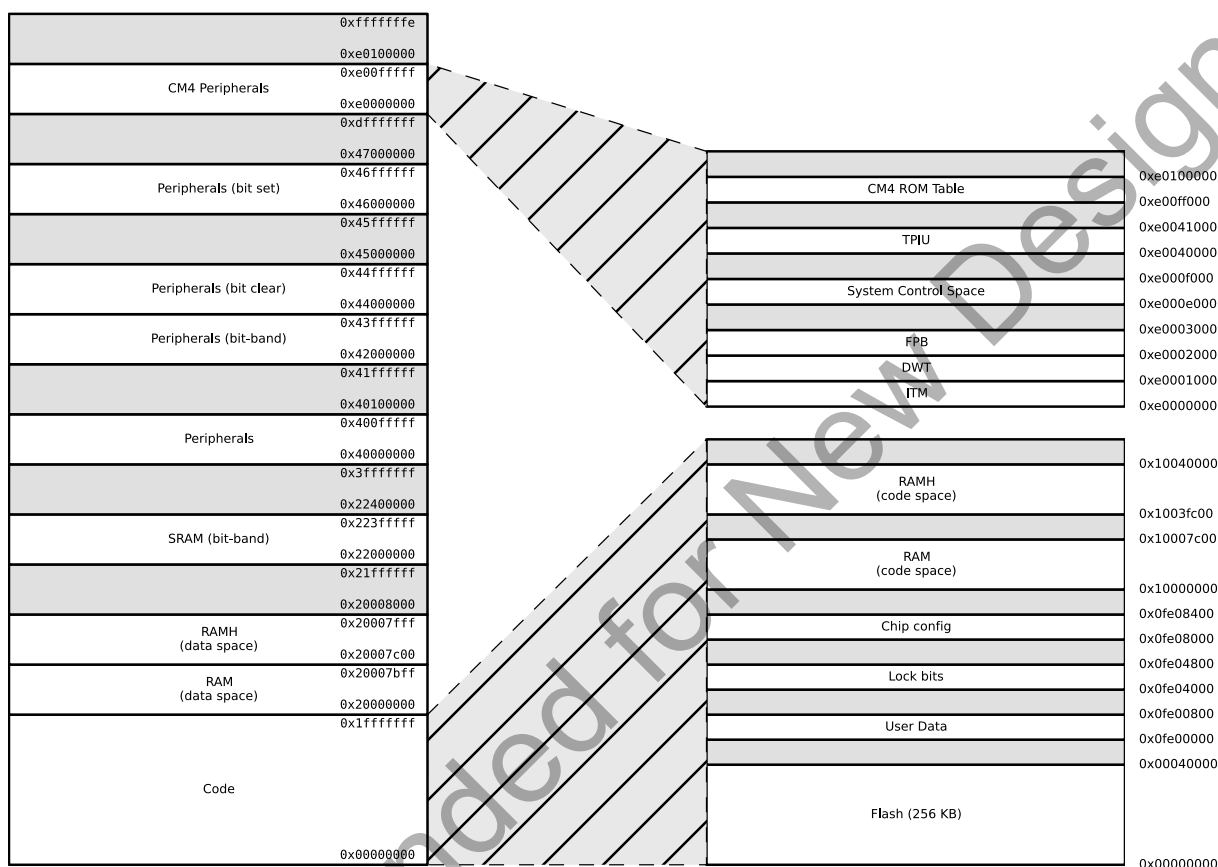 0xfffffffe
0xe0100000
0xe00fffff
CM4 Peripherals
0xe0000000
0xdfffffff
0x47000000
0x46ffffff
Peripherals (bit set)
0x46000000
0x45ffffff
0x45000000
0x44ffffff
Peripherals (bit clear)
0x44000000
0x43ffffff
Peripherals (bit-band)
0x42000000
0x41ffffff
0x40100000
0x400fffff
Peripherals
0x40000000
0x3fffffff
0x22400000
0x223fffff
SRAM (bit-band)
0x22000000
0x21ffffff
0x20008000
0x20007fff
RAMH
(data space)
0x20007c00
0x20007bff
RAM
(data space)
0x20000000
0x1fffffff
Code
0x00000000
0xe0100000
CM4 ROM Table
0xe00ff000
0xe0041000
TPIU
0xe0040000
0xe000f000
System Control Space
0xe000e000
0xe0003000
FPB
0xe0002000
DWT
0xe0001000
ITM
0xe0000000
0x10040000
RAMH
(code space)
0x1003fc00
0x10007c00
RAM
(code space)
0x10000000
0x0fe08400
Chip config
0x0fe08000
0x0fe04800
Lock bits
0x0fe04000
0x0fe00800
User Data
0x0fe00000
0x00040000
Flash (256 KB)
0x00000000
nded for New Design